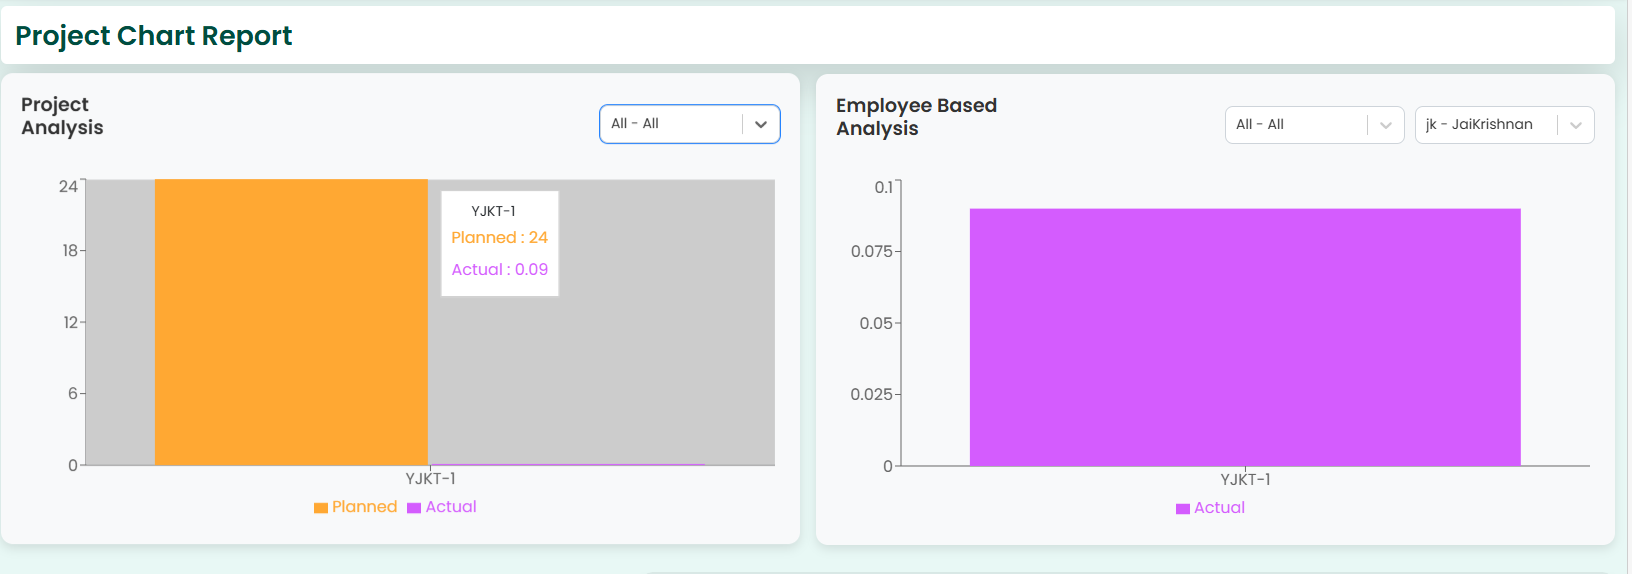 Project Chart Report
Project
Analysis
All - All
24
18
12
6
0
YJKT-1
Planned : 24
Actual : 0.09
YJKT-1
Planned
Actual
Employee Based
Analysis
All - All
jk - JaiKrishnan
0.1
0.075
0.05
0.025
0
YJKT-1
Actual